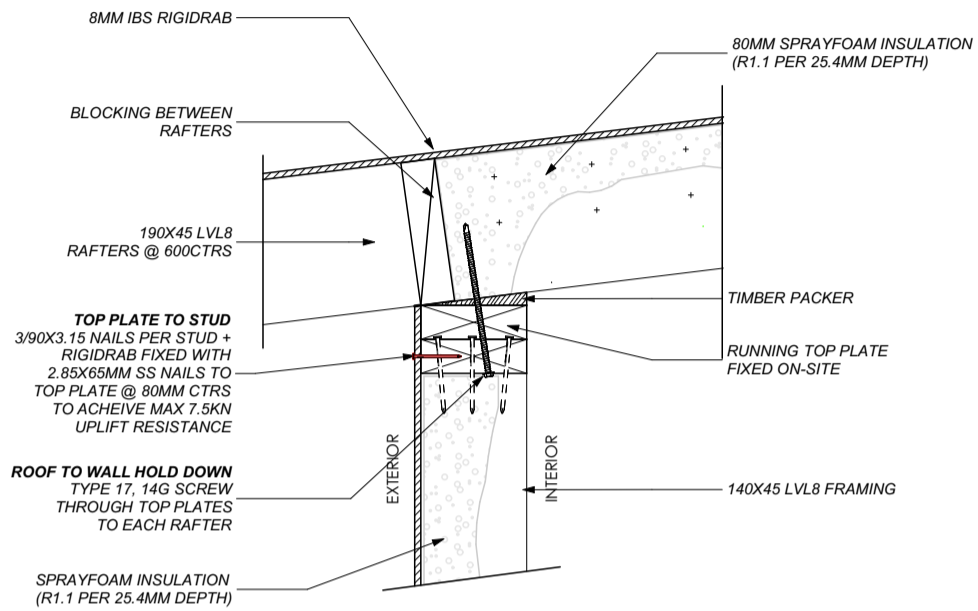 8MM IBS RIGIDRAB
BLOCKING BETWEEN
RAFTERS
190X45 LVL8
RAFTERS @ 600CTRS
TOP PLATE TO STUD
3/90X3.15 NAILS PER STUD +
RIGIDRAB FIXED WITH
2.85X65MM SS NAILS TO
TOP PLATE @ 80MM CTRS
TO ACHEIVE MAX 7.5KN
UPLIFT RESISTANCE
ROOF TO WALL HOLD DOWN
TYPE 17, 14G SCREW
THROUGH TOP PLATES
TO EACH RAFTER
SPRAYFOAM INSULATION
(R1.1 PER 25.4MM DEPTH)
EXTERIOR
INTERIOR
80MM SPRAYFOAM INSULATION
(R1.1 PER 25.4MM DEPTH)
TIMBER PACKER
RUNNING TOP PLATE
FIXED ON-SITE
140X45 LVL8 FRAMING